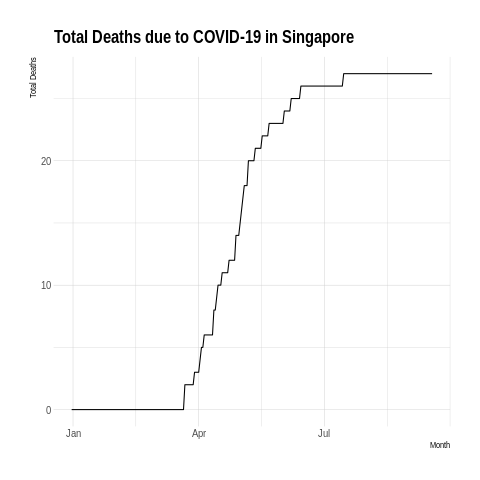 Total Deaths due to COVID-19 in Singapore
Total Deaths
20
10
0
Jan Apr Jul
Month